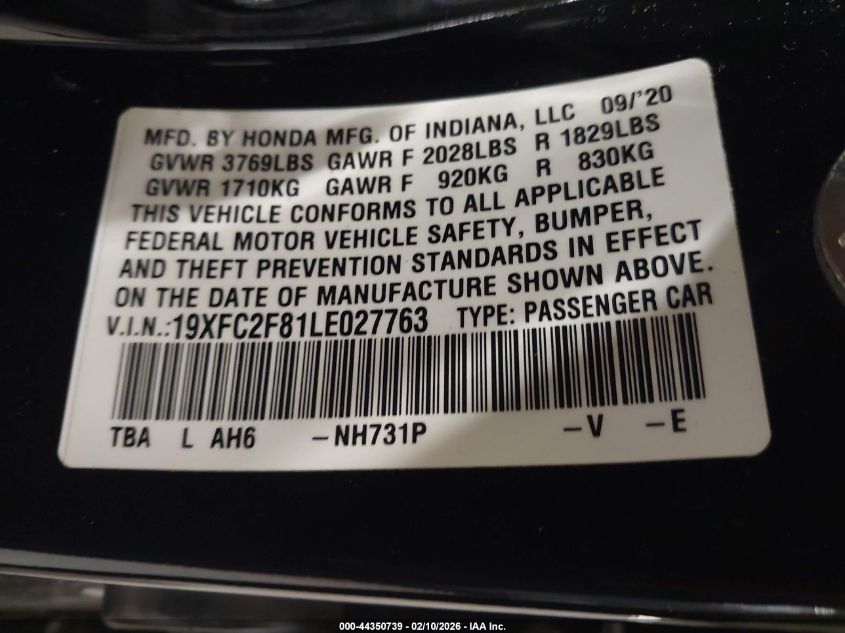 MFD. BY HONDA MFG. OF INDIANA, LLC 09/'20
GVWR 3769LBS GAWR F 2028LBS R 1829LBS
GVWR 1710KG GAWR F 920KG R 830KG
THIS VEHICLE CONFORMS TO ALL APPLICABLE
FEDERAL MOTOR VEHICLE SAFETY, BUMPER,
AND THEFT PREVENTION STANDARDS IN EFFECT
ON THE DATE OF MANUFACTURE SHOWN ABOVE.
V.I.N.:19XFC2F81LE027763 TYPE: PASSENGER CAR
TBA L AH6 -NH731P -V -E
000-44350739 - 02/10/2026 - IAA Inc.